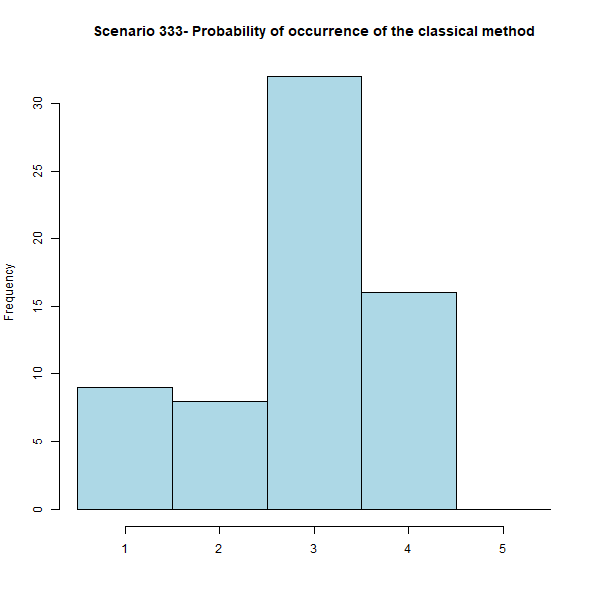 Scenario 333- Probability of occurrence of the classical method
Frequency
30
25
20
15
10
5
0
1 2 3 4 5